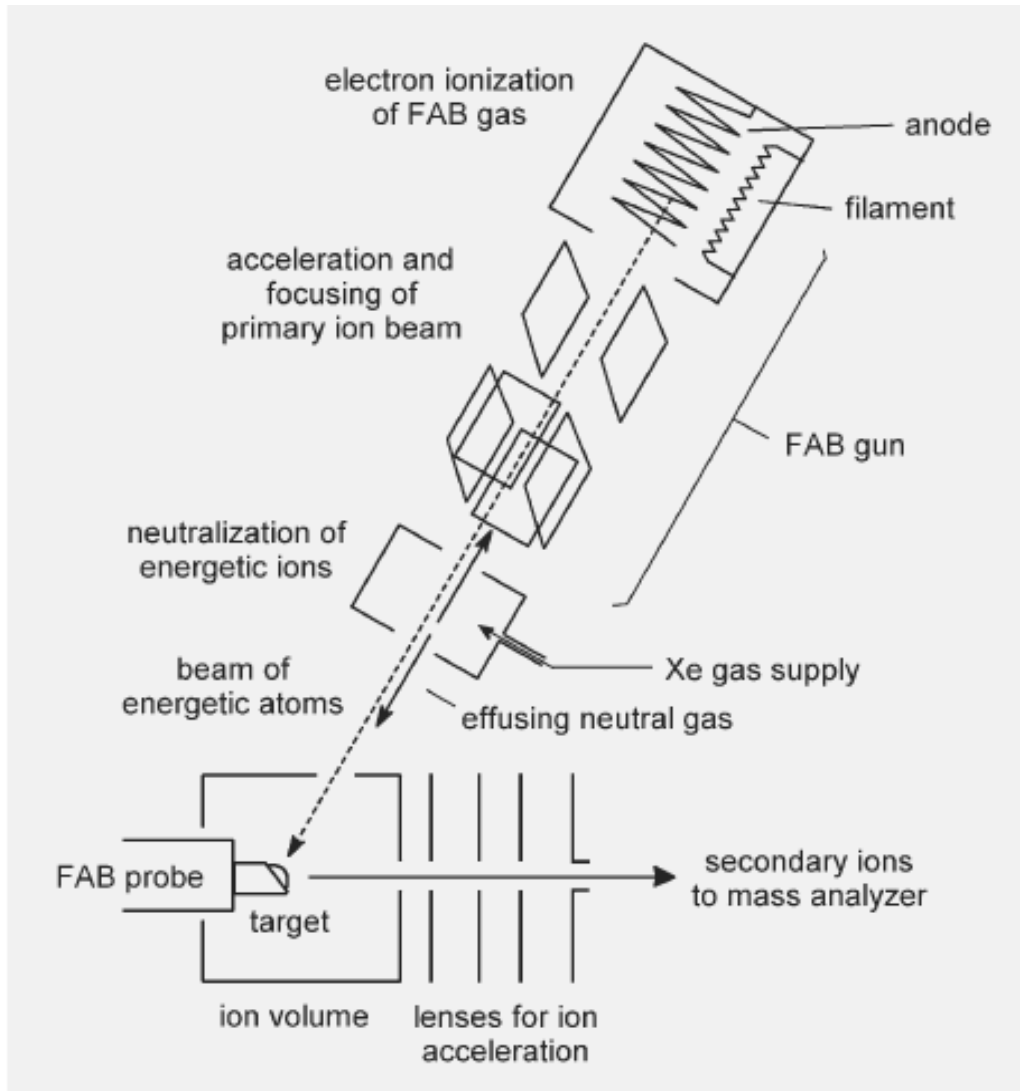 electron ionization
of FAB gas
anode
filament
acceleration and
focusing of
primary ion beam
FAB gun
neutralization of
energetic ions
beam of
energetic atoms
Xe gas supply
effusing neutral gas
FAB probe
target
secondary ions
to mass analyzer
ion volume
lenses for ion
acceleration